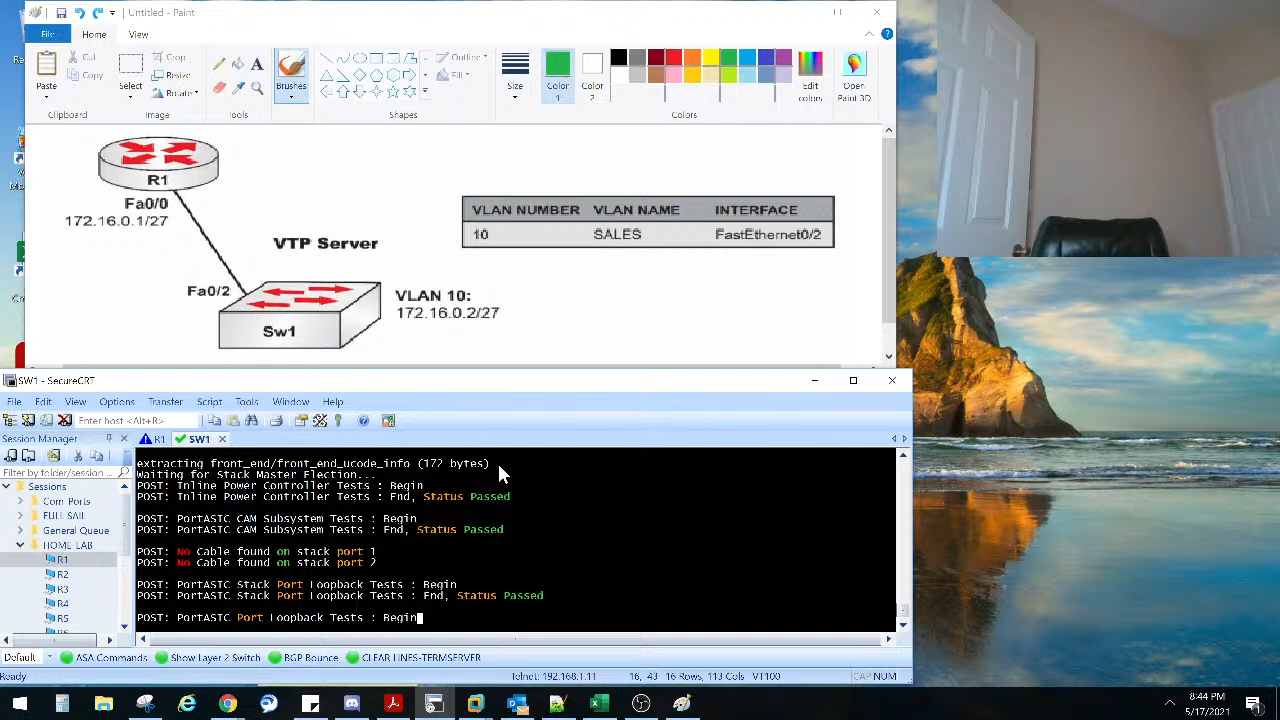 Untitled - Paint
File Home View
Paste
Cut
Copy
Select
Crop
Resize
Rotate
A
Brushes
Outline
Fill
Size
Color 1
Color 2
Edit colors
Open Paint 3D
Clipboard Image Tools Shapes Colors
R1
Fa0/0
172.16.0.1/27
VTP Server
Fa0/2
VLAN 10:
172.16.0.2/27
Sw1
VLAN NUMBER VLAN NAME INTERFACE
10 SALES FastEthernet0/2
SW1 - SecureCRT
File Edit View Options Transfer Script Tools Window Help
Enter host <Alt+R>
Session Manager
R1 SW1
Filter by folder/session...
Sessions
Com Ports
FULL SAIL
General Queue
HOME LAB
R1
R2
R3
R4
R5
extracting front_end/front_end_ucode_info (172 bytes)
Waiting for Stack Master Election...
POST: Inline Power Controller Tests : Begin
POST: Inline Power Controller Tests : End, Status Passed
POST: PortASIC CAM Subsystem Tests : Begin
POST: PortASIC CAM Subsystem Tests : End, Status Passed
POST: No Cable found on stack port 1
POST: No Cable found on stack port 2
POST: PortASIC Stack Port Loopback Tests : Begin
POST: PortASIC Stack Port Loopback Tests : End, Status Passed
POST: PortASIC Port Loopback Tests : Begin
Default ASA Commands Show Layer 2 Switch BGP Bounce CLEAR LINES-TERMSERVER
Ready Telnet: 192.168.1.11 16, 43 16 Rows, 113 Cols VT100 CAP NUM
8:44 PM
5/17/2021